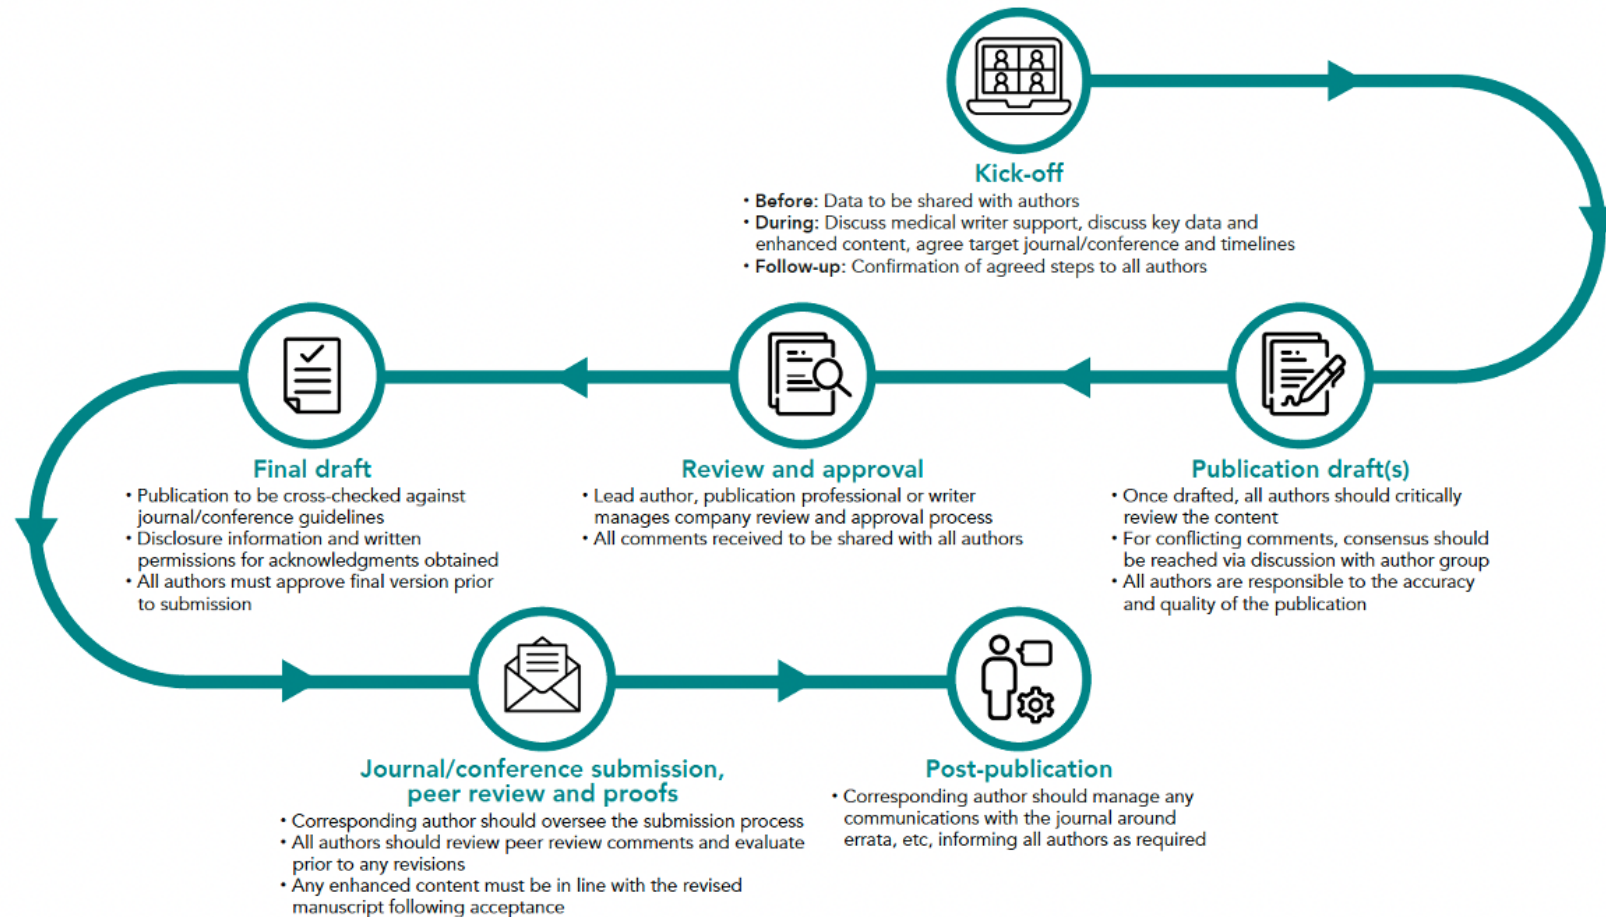 Kick-off
• Before: Data to be shared with authors
• During: Discuss medical writer support, discuss key data and
enhanced content, agree target journal/conference and timelines
• Follow-up: Confirmation of agreed steps to all authors
Publication draft(s)
• Once drafted, all authors should critically
review the content
• For conflicting comments, consensus should
be reached via discussion with author group
• All authors are responsible to the accuracy
and quality of the publication
Review and approval
• Lead author, publication professional or writer
manages company review and approval process
• All comments received to be shared with all authors
Final draft
• Publication to be cross-checked against
journal/conference guidelines
• Disclosure information and written
permissions for acknowledgments obtained
• All authors must approve final version prior
to submission
Journal/conference submission,
peer review and proofs
• Corresponding author should oversee the submission process
• All authors should review peer review comments and evaluate
prior to any revisions
• Any enhanced content must be in line with the revised
manuscript following acceptance
Post-publication
• Corresponding author should manage any
communications with the journal around
errata, etc, informing all authors as required